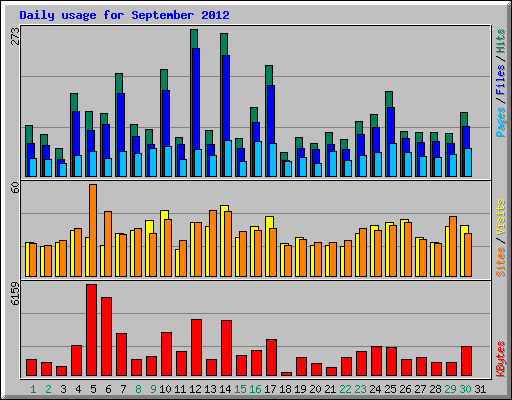 Daily usage for September 2012
273
Pages / Files / Hits
60
Sites / Visits
6159
KBytes
1 2 3 4 5 6 7 8 9 10 11 12 13 14 15 16 17 18 19 20 21 22 23 24 25 26 27 28 29 30 31